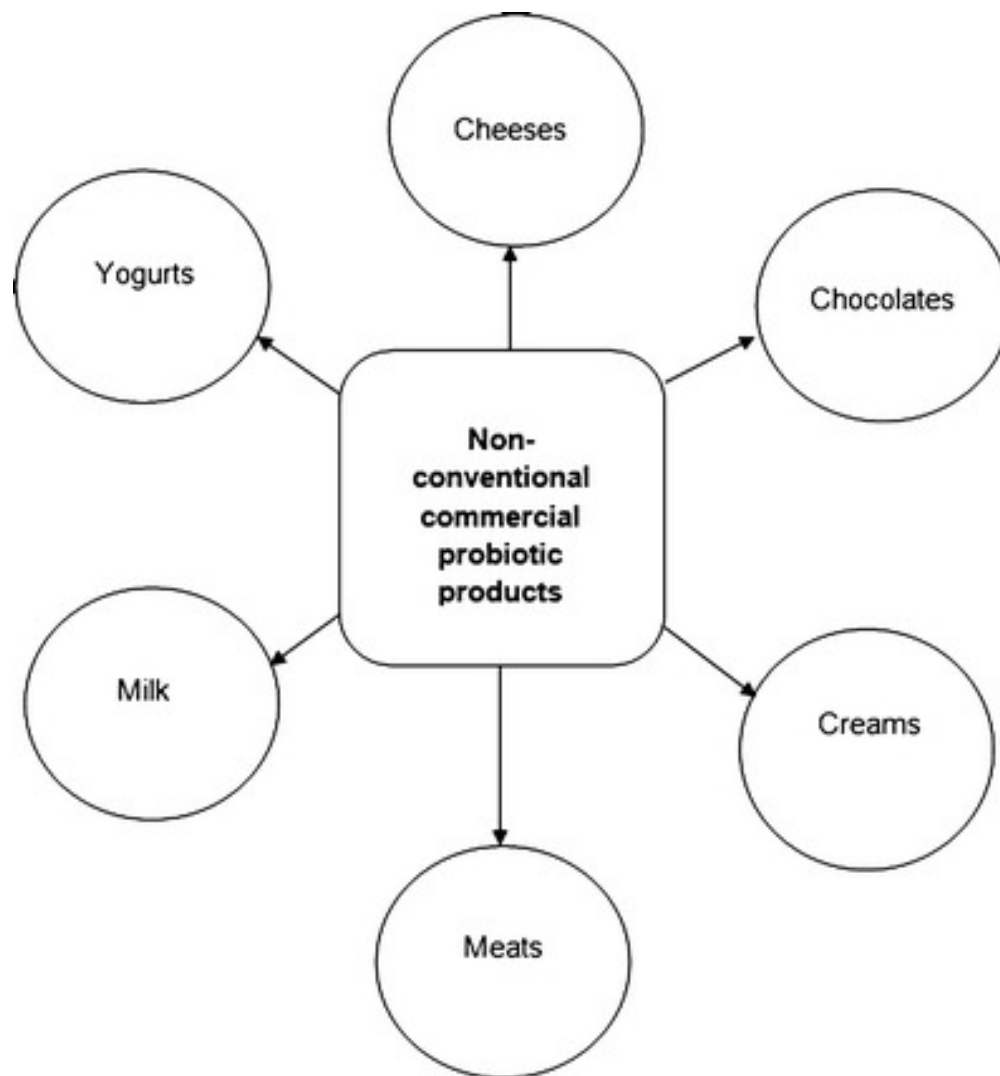 Cheeses
Yogurts
Chocolates
Non-
conventional
commercial
probiotic
products
Milk
Creams
Meats